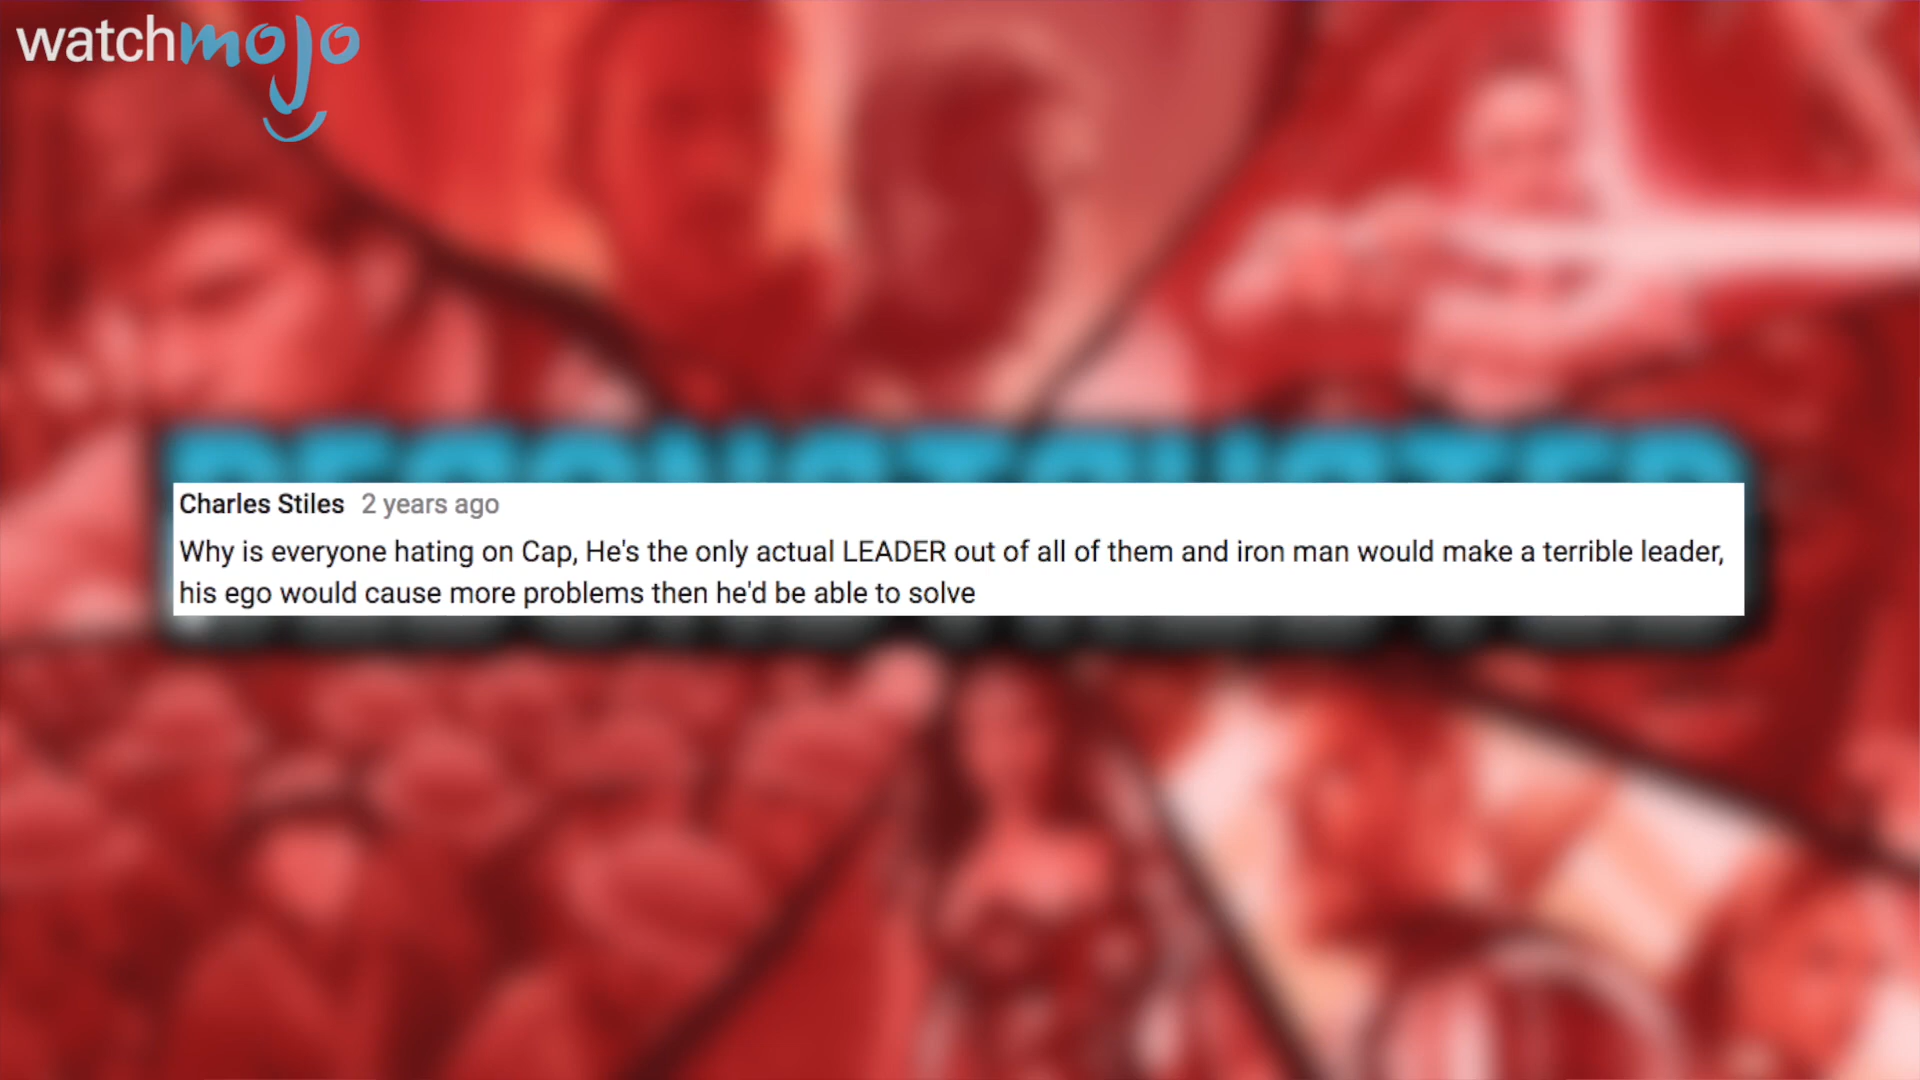 watchmojo
Charles Stiles 2 years ago
Why is everyone hating on Cap, He's the only actual LEADER out of all of them and iron man would make a terrible leader,
his ego would cause more problems then he'd be able to solve